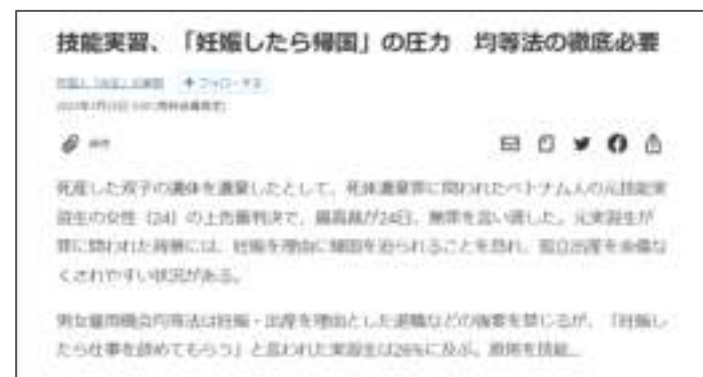 技能実習、「妊娠したら帰国」の圧力　均等法の徹底必要
+フォローする
保存
死産した双子の遺体を遺棄したとして、死体遺棄罪に問われたベトナム人の元技能実
習生の女性（24）の上告審判決で、最高裁が24日、無罪を言い渡した。元実習生が
罪に問われた背景には、妊娠を理由に帰国を迫られることを恐れ、孤立出産を余儀な
くされやすい状況がある。
男女雇用機会均等法は妊娠・出産を理由とした退職などの強要を禁じるが、「妊娠し
たら仕事を辞めてもらう」と言われた実習生は26%に及ぶ。